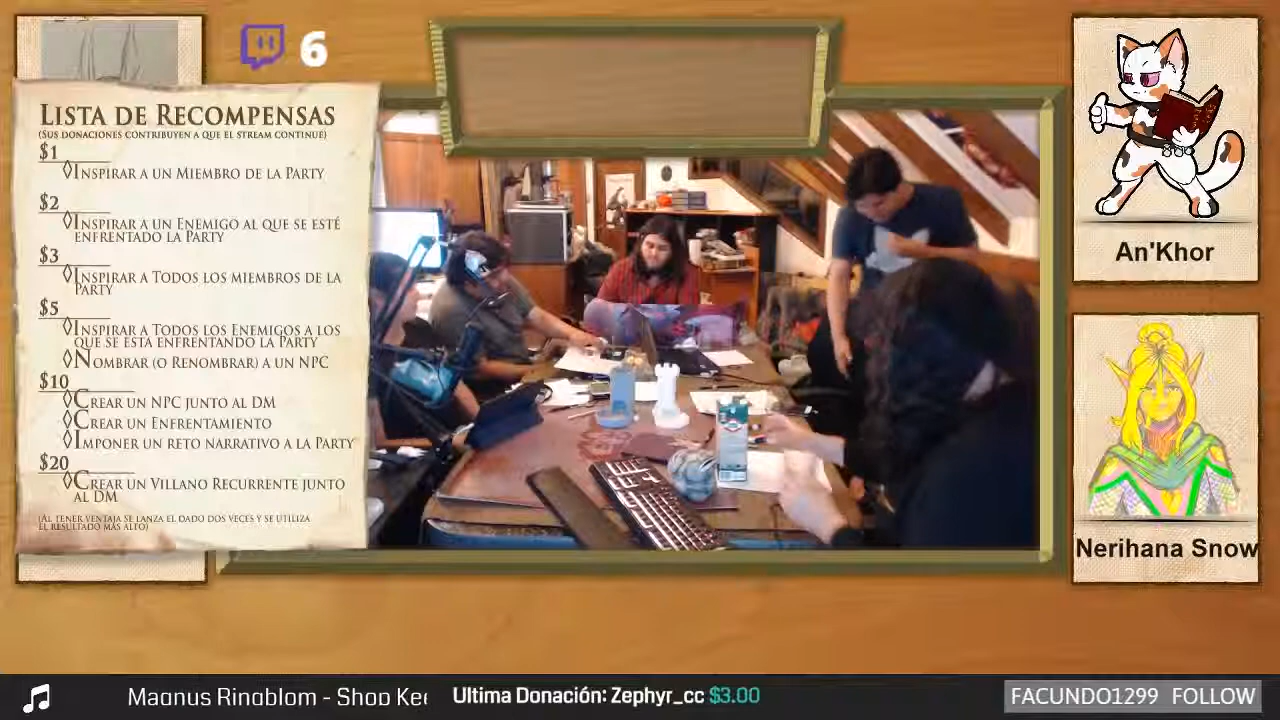 6
LISTA DE RECOMPENSAS
(SUS DONACIONES CONTRIBUYEN A QUE EL STREAM CONTINUE)
$1
◊INSPIRAR A UN MIEMBRO DE LA PARTY
$2
◊INSPIRAR A UN ENEMIGO AL QUE SE ESTÉ
ENFRENTADO LA PARTY
$3
◊INSPIRAR A TODOS LOS MIEMBROS DE LA
PARTY
$5
◊INSPIRAR A TODOS LOS ENEMIGOS A LOS
QUE SE ESTA ENFRENTANDO LA PARTY
◊NOMBRAR (O RENOMBRAR) A UN NPC
$10
◊CREAR UN NPC JUNTO AL DM
◊CREAR UN ENFRENTAMIENTO
◊IMPONER UN RETO NARRATIVO A LA PARTY
$20
◊CREAR UN VILLANO RECURRENTE JUNTO
AL DM
(AL TENER VENTAJA SE LANZA EL DADO DOS VECES Y SE UTILIZA
EL RESULTADO MÁS ALTO)
An'Khor
Nerihana Snow
Magnus Ringblom - Shop Kee
Ultima Donación: Zephyr_cc $3.00
FACUNDO1299 FOLLOW